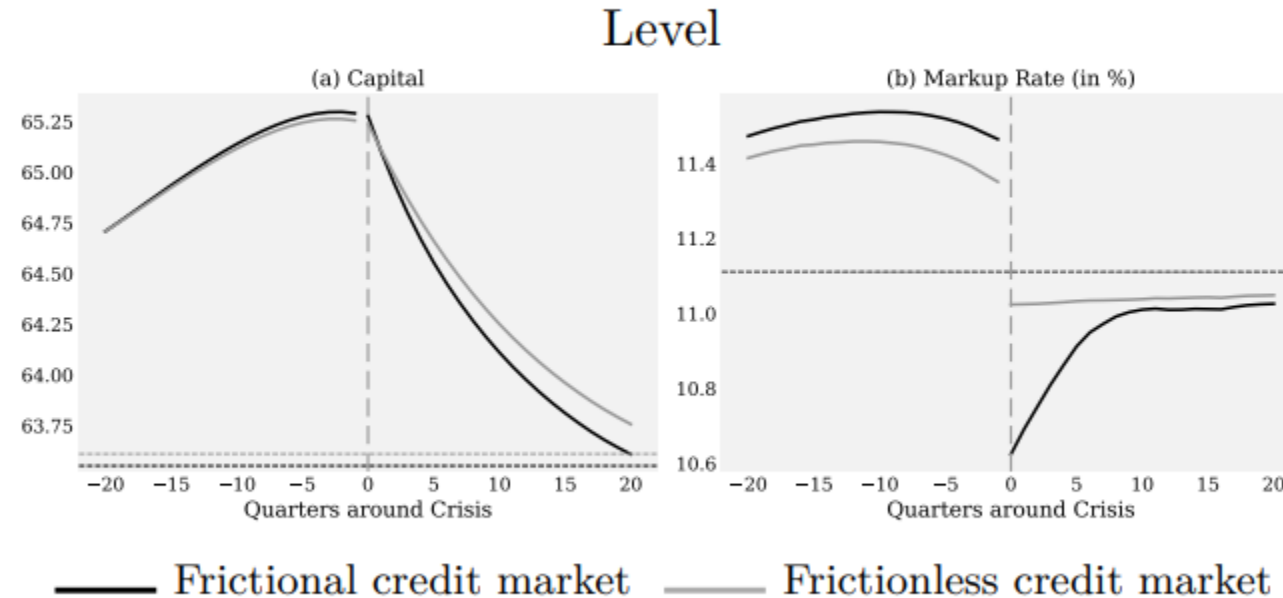 Level
(a) Capital
65.25
65.00
64.75
64.50
64.25
64.00
63.75
−20 −15 −10 −5 0 5 10 15 20
Quarters around Crisis
(b) Markup Rate (in %)
11.4
11.2
11.0
10.8
10.6
−20 −15 −10 −5 0 5 10 15 20
Quarters around Crisis
Frictional credit market
Frictionless credit market